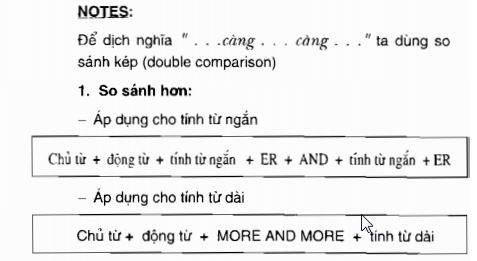 NOTES:
Để dịch nghĩa " . . .càng . . . càng . . ." ta dùng so
sánh kép (double comparison)
1. So sánh hơn:
– Áp dụng cho tính từ ngắn
Chủ từ + động từ + tính từ ngắn + ER + AND + tính từ ngắn + ER
– Áp dụng cho tính từ dài
Chủ từ + động từ + MORE AND MORE + tính từ dài